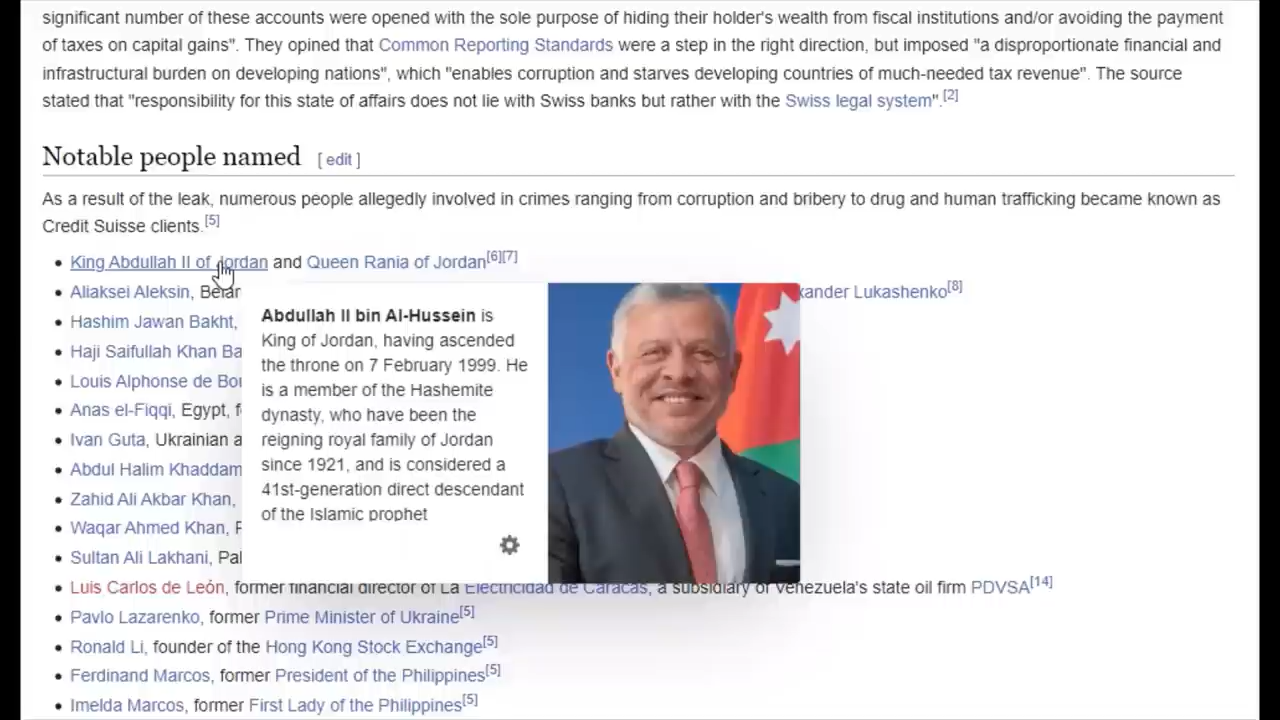 significant number of these accounts were opened with the sole purpose of hiding their holder's wealth from fiscal institutions and/or avoiding the payment
of taxes on capital gains". They opined that Common Reporting Standards were a step in the right direction, but imposed "a disproportionate financial and
infrastructural burden on developing nations", which "enables corruption and starves developing countries of much-needed tax revenue". The source
stated that "responsibility for this state of affairs does not lie with Swiss banks but rather with the Swiss legal system".[2]
Notable people named [ edit ]
As a result of the leak, numerous people allegedly involved in crimes ranging from corruption and bribery to drug and human trafficking became known as
Credit Suisse clients.[5]
King Abdullah II of Jordan and Queen Rania of Jordan[6][7]
Aliaksei Aleksin, Lukashenko[8]
Hashim Jawan Bakht,
Haji Saifullah Khan
Louis Alphonse de
Anas el-Fiqqi, Egypt,
Ivan Guta, Ukrainian a
Abdul Halim Khaddam
Zahid Ali Akbar Khan,
Waqar Ahmed Khan,
Sultan Ali Lakhani,
Abdullah II bin Al-Hussein is
King of Jordan, having ascended
the throne on 7 February 1999. He
is a member of the Hashemite
dynasty, who have been the
reigning royal family of Jordan
since 1921, and is considered a
41st-generation direct descendant
of the Islamic prophet
Luis Carlos de León, former financial director of La Electricidad de Caracas, a subsidiary of Venezuela's state oil firm PDVSA[14]
Pavlo Lazarenko, former Prime Minister of Ukraine[5]
Ronald Li, founder of the Hong Kong Stock Exchange[5]
Ferdinand Marcos, former President of the Philippines[5]
Imelda Marcos, former First Lady of the Philippines[5]